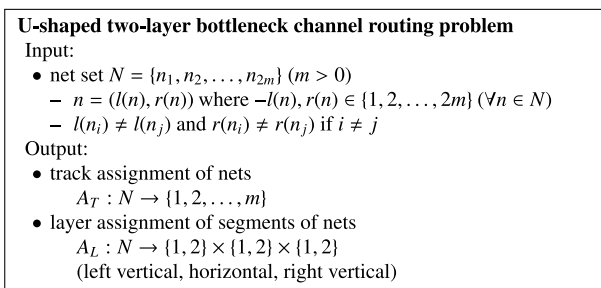 U-shaped two-layer bottleneck channel routing problem
Input:
• net set N = {n₁, n₂, . . . , n₂ₘ} (m > 0)
– n = (l(n), r(n)) where −l(n), r(n) ∈ {1, 2, . . . , 2m} (∀n ∈ N)
– l(nᵢ) ≠ l(nⱼ) and r(nᵢ) ≠ r(nⱼ) if i ≠ j
Output:
• track assignment of nets
A_T : N → {1, 2, . . . , m}
• layer assignment of segments of nets
A_L : N → {1, 2} × {1, 2} × {1, 2}
(left vertical, horizontal, right vertical)